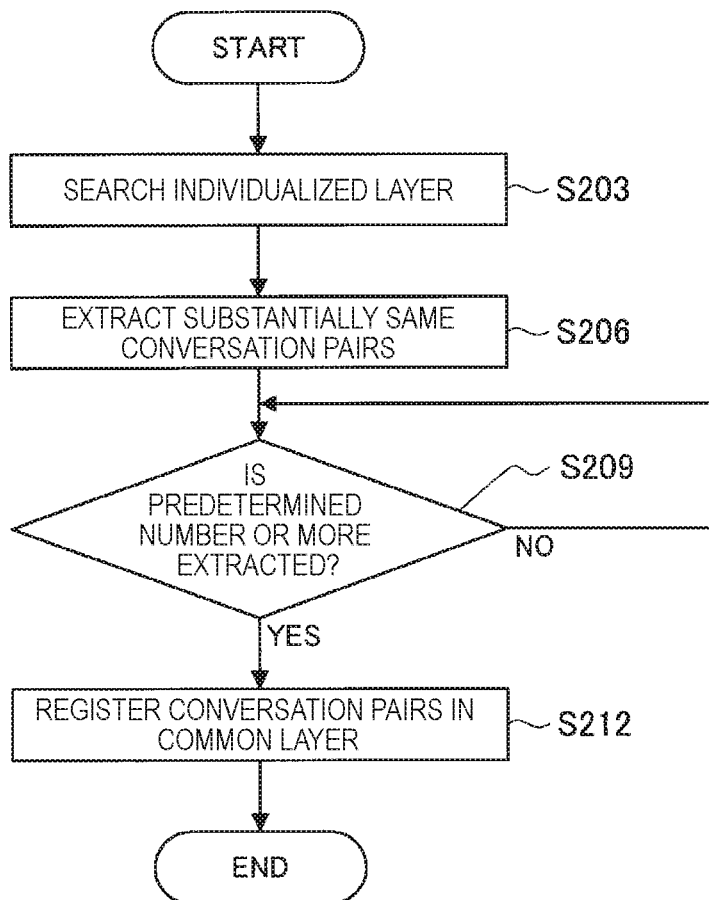 START
SEARCH INDIVIDUALIZED LAYER
S203
EXTRACT SUBSTANTIALLY SAME
CONVERSATION PAIRS
S206
IS
PREDETERMINED
NUMBER OR MORE
EXTRACTED?
S209
NO
YES
REGISTER CONVERSATION PAIRS IN
COMMON LAYER
S212
END